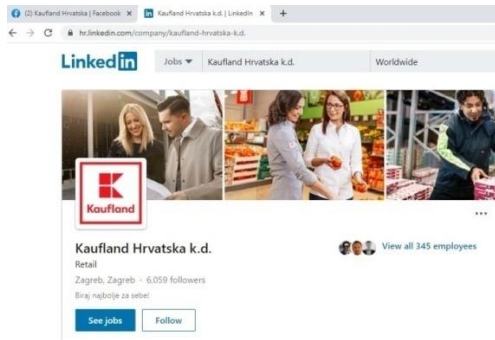 (2) Kaufland Hrvatska | Facebook
Kaufland Hrvatska k.d. | LinkedIn
hr.linkedin.com/company/kaufland-hrvatska-k.d.
Linked in Jobs Kaufland Hrvatska k.d. Worldwide
Kaufland
Kaufland Hrvatska k.d.
View all 345 employees
Retail
Zagreb, Zagreb · 6.059 followers
Biraj najbolje za sebe!
See jobs Follow